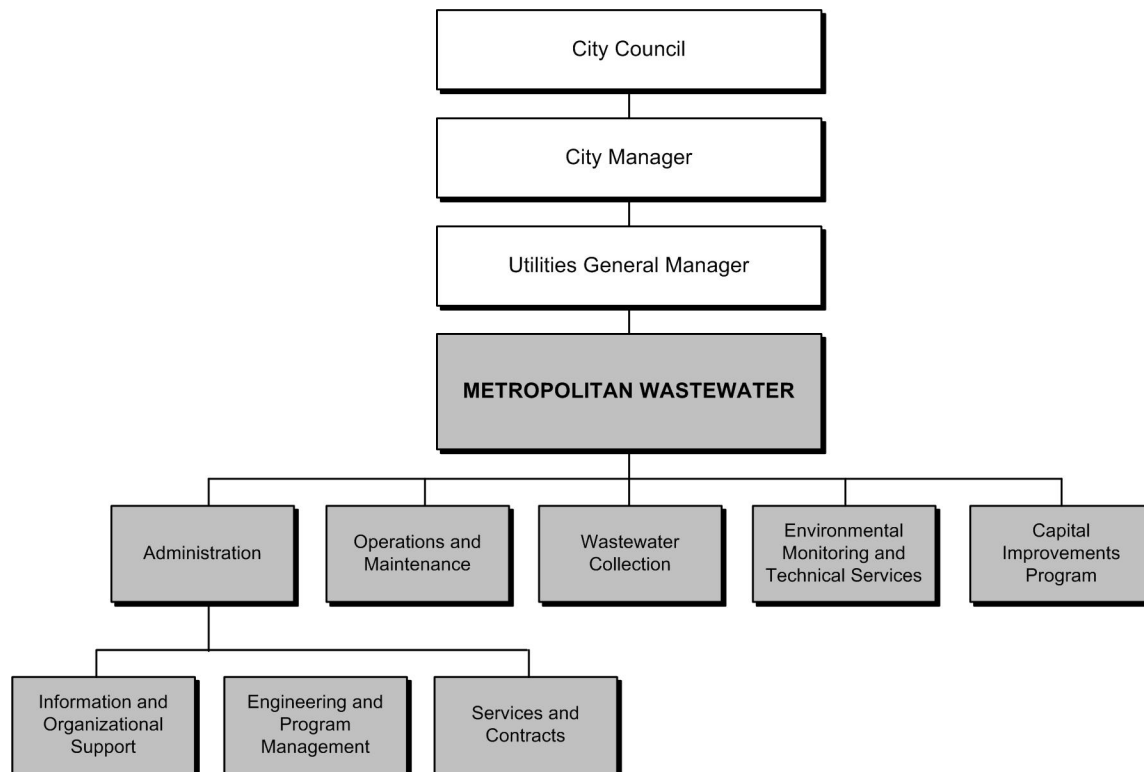 City Council
City Manager
Utilities General Manager
METROPOLITAN WASTEWATER
Administration
Operations and
Maintenance
Wastewater
Collection
Environmental
Monitoring and
Technical Services
Capital
Improvements
Program
Information and
Organizational
Support
Engineering and
Program
Management
Services and
Contracts